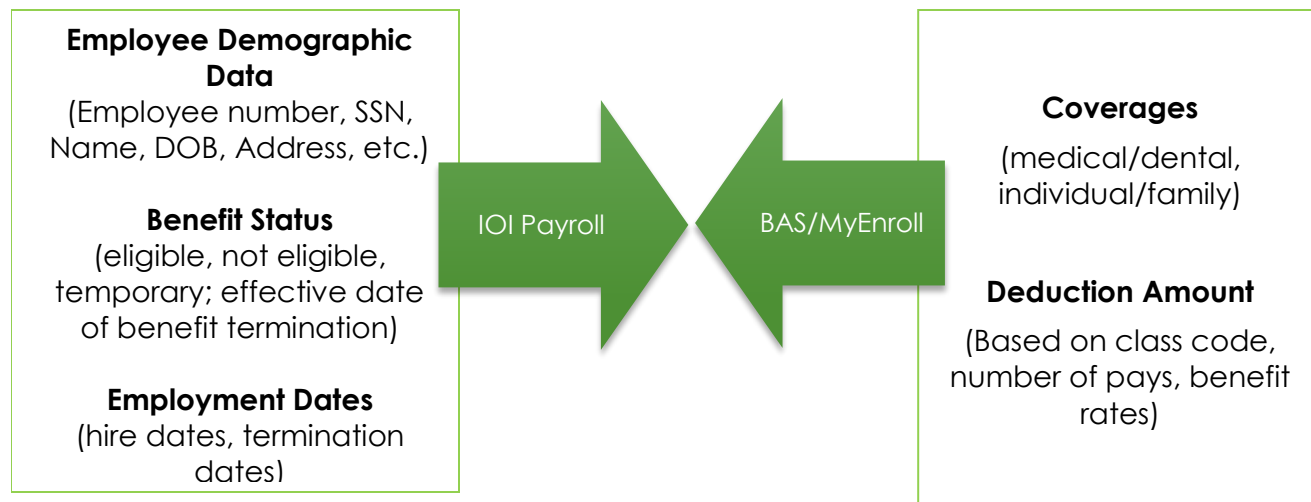 Employee Demographic
Data
(Employee number, SSN,
Name, DOB, Address, etc.)
Benefit Status
(eligible, not eligible,
temporary; effective date
of benefit termination)
Employment Dates
(hire dates, termination
dates)
IOI Payroll
BAS/MyEnroll
Coverages
(medical/dental,
individual/family)
Deduction Amount
(Based on class code,
number of pays, benefit
rates)